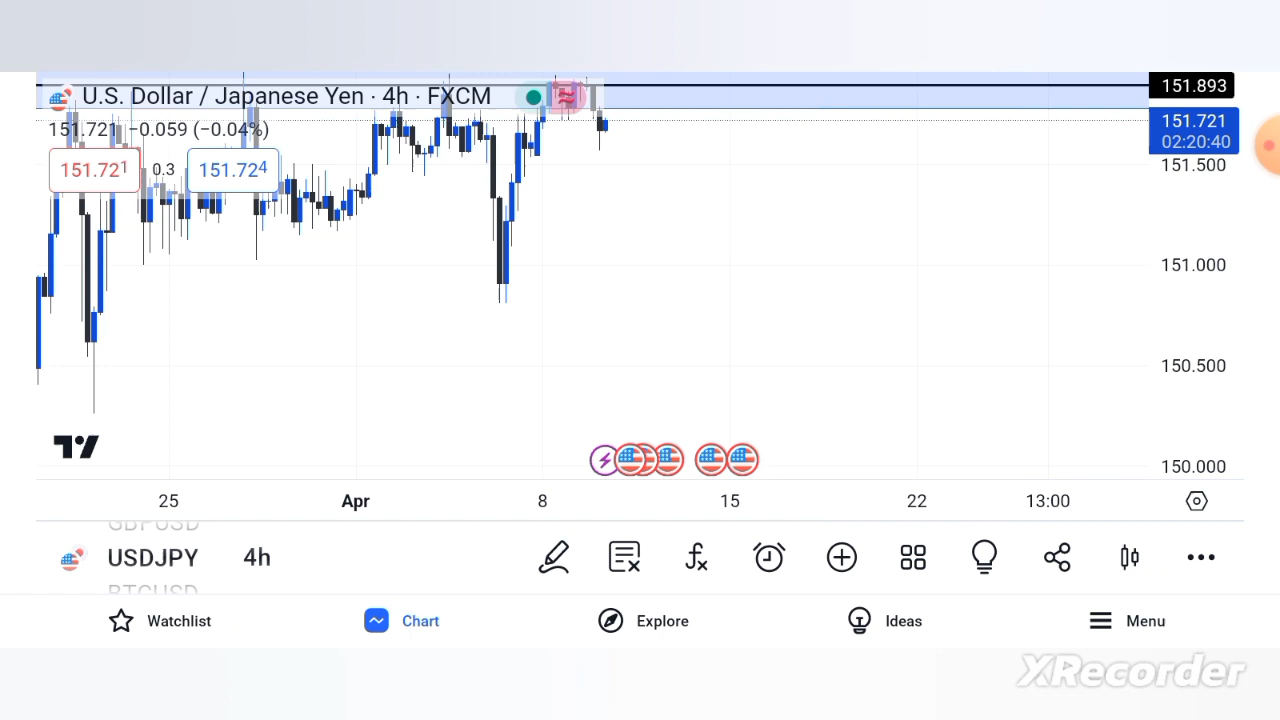 U.S. Dollar / Japanese Yen · 4h · FXCM
151.721 −0.059 (−0.04%)
151.721 0.3 151.724
151.893
151.721
02:20:40
151.500
151.000
150.500
150.000
25 Apr 8 15 22 13:00
GBPUSD
USDJPY 4h
BTCUSD
Watchlist Chart Explore Ideas Menu
XRecorder